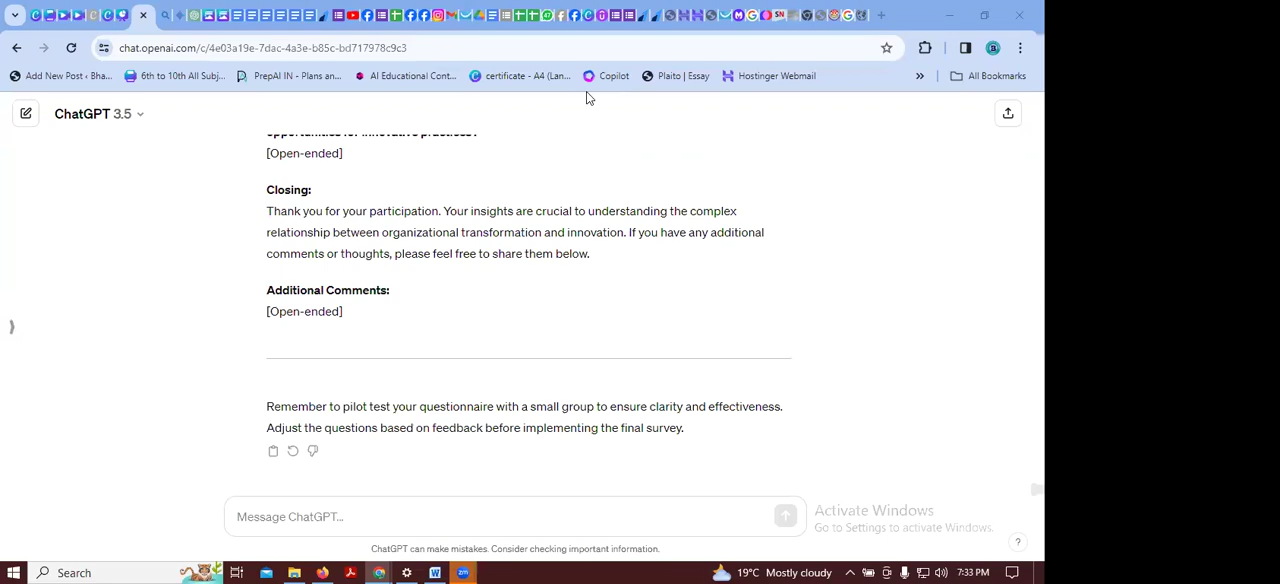 chat.openai.com/c/4e03a19e-7dac-4a3e-b85c-bd717978c9c3
Add New Post ‹ Bha... 6th to 10th All Subj... PrepAI IN - Plans an... AI Educational Cont... certificate - A4 (Lan... Copilot Plaito | Essay Hostinger Webmail » All Bookmarks
ChatGPT 3.5
opportunities for innovative practices?
[Open-ended]
Closing:
Thank you for your participation. Your insights are crucial to understanding the complex
relationship between organizational transformation and innovation. If you have any additional
comments or thoughts, please feel free to share them below.
Additional Comments:
[Open-ended]
Remember to pilot test your questionnaire with a small group to ensure clarity and effectiveness.
Adjust the questions based on feedback before implementing the final survey.
Message ChatGPT...
Activate Windows
Go to Settings to activate Windows.
ChatGPT can make mistakes. Consider checking important information.
?
Search 19°C Mostly cloudy 7:33 PM